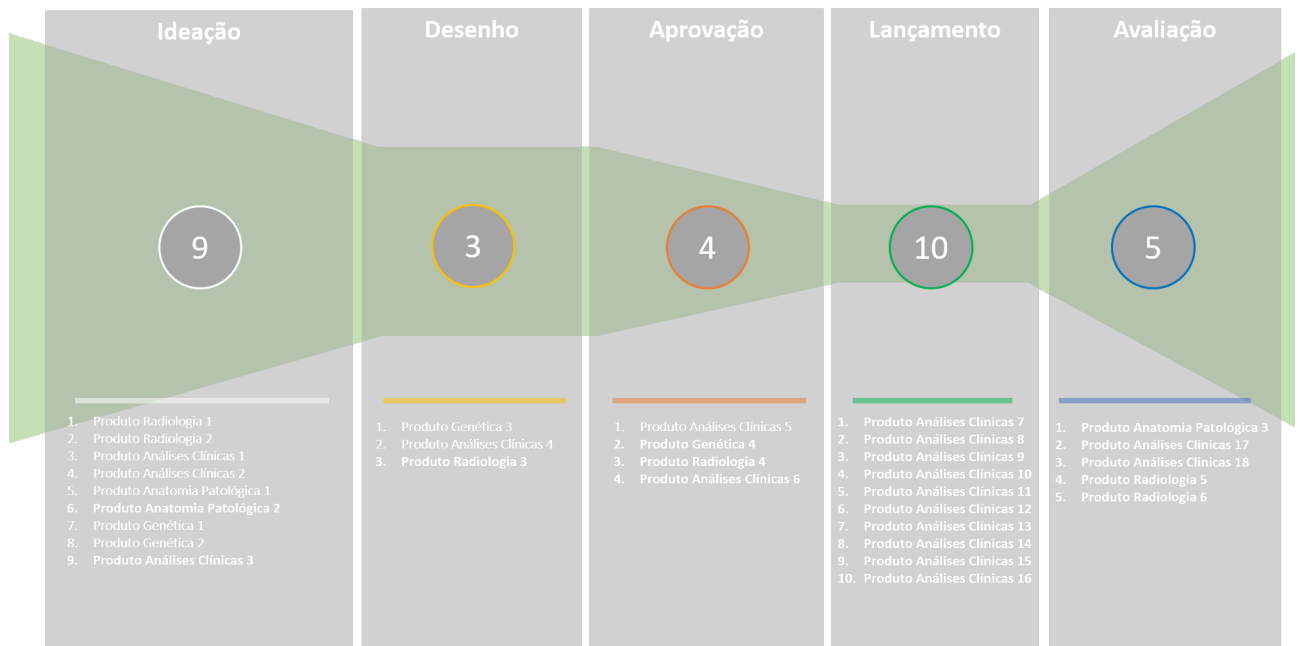 Ideação
9
1. Produto Radiologia 1
2. Produto Radiologia 2
3. Produto Análises Clínicas 1
4. Produto Análises Clínicas 2
5. Produto Anatomia Patológica 1
6. Produto Anatomia Patológica 2
7. Produto Genética 1
8. Produto Genética 2
9. Produto Análises Clínicas 3
Desenho
3
1. Produto Genética 3
2. Produto Análises Clínicas 4
3. Produto Radiologia 3
Aprovação
4
1. Produto Análises Clínicas 5
2. Produto Genética 4
3. Produto Radiologia 4
4. Produto Análises Clínicas 6
Lançamento
10
1. Produto Análises Clínicas 7
2. Produto Análises Clínicas 8
3. Produto Análises Clínicas 9
4. Produto Análises Clínicas 10
5. Produto Análises Clínicas 11
6. Produto Análises Clínicas 12
7. Produto Análises Clínicas 13
8. Produto Análises Clínicas 14
9. Produto Análises Clínicas 15
10. Produto Análises Clínicas 16
Avaliação
5
1. Produto Anatomia Patológica 3
2. Produto Análises Clínicas 17
3. Produto Análises Clínicas 18
4. Produto Radiologia 5
5. Produto Radiologia 6